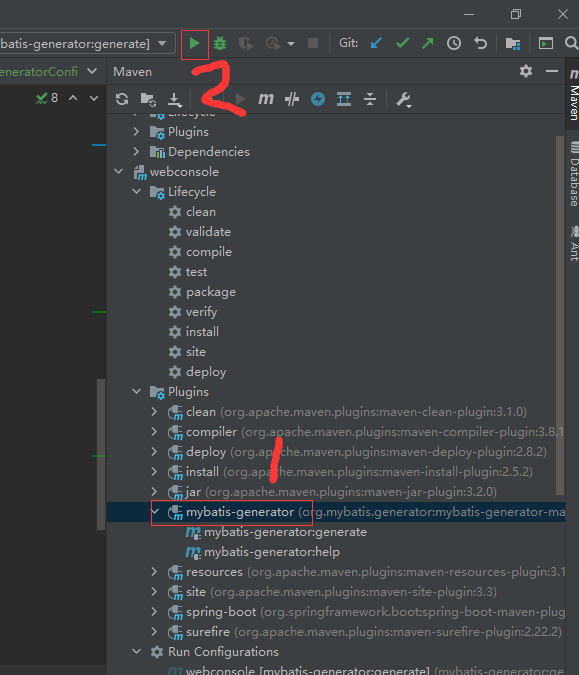 ybatis-generator:generate]
Git:
eneratorConfi
Maven
8
2
Lifecycle
Plugins
Dependencies
webconsole
Lifecycle
clean
validate
compile
test
package
verify
install
site
deploy
Plugins
clean (org.apache.maven.plugins:maven-clean-plugin:3.1.0)
compiler (org.apache.maven.plugins:maven-compiler-plugin:3.8.1
deploy (org.apache.maven.plugins:maven-deploy-plugin:2.8.2)
install (org.apache.maven.plugins:maven-install-plugin:2.5.2)
jar (org.apache.maven.plugins:maven-jar-plugin:3.2.0)
1
mybatis-generator (org.mybatis.generator:mybatis-generator-ma
mybatis-generator:generate
mybatis-generator:help
resources (org.apache.maven.plugins:maven-resources-plugin:3.1
site (org.apache.maven.plugins:maven-site-plugin:3.3)
spring-boot (org.springframework.boot:spring-boot-maven-plug
surefire (org.apache.maven.plugins:maven-surefire-plugin:2.22.2)
Run Configurations
webconsole [mybatis-generator:generate] (mybatis-generator:ge
Maven
Database
Ant